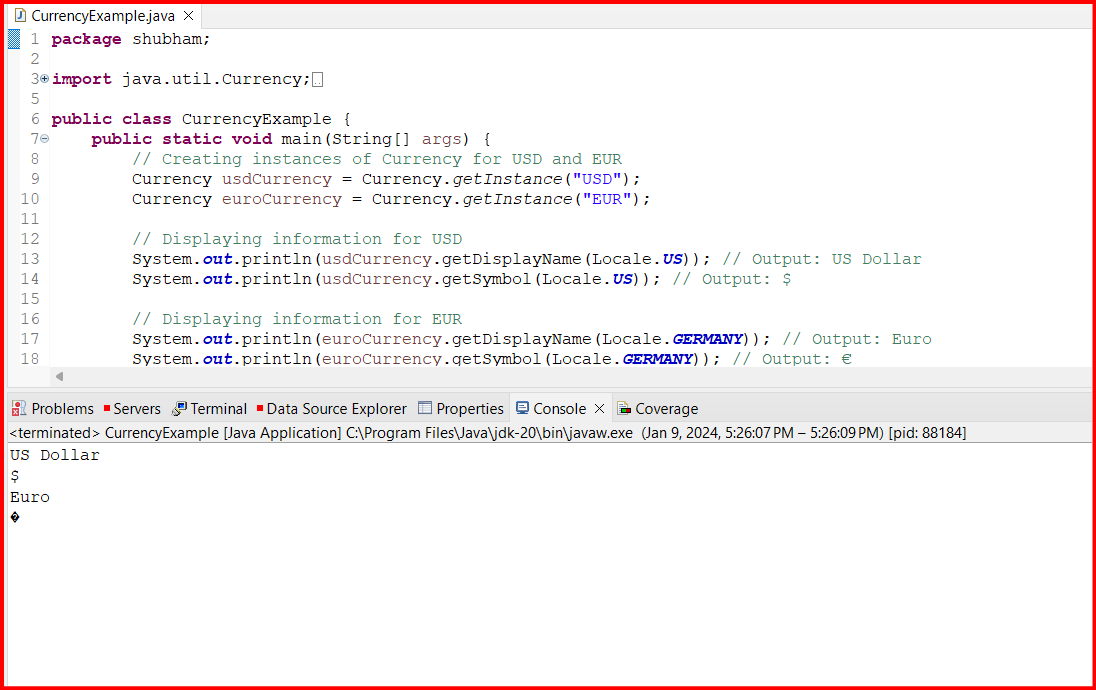 CurrencyExample.java
1 package shubham;
2
3 import java.util.Currency;
5
6 public class CurrencyExample {
7 public static void main(String[] args) {
8 // Creating instances of Currency for USD and EUR
9 Currency usdCurrency = Currency.getInstance("USD");
10 Currency euroCurrency = Currency.getInstance("EUR");
11
12 // Displaying information for USD
13 System.out.println(usdCurrency.getDisplayName(Locale.US)); // Output: US Dollar
14 System.out.println(usdCurrency.getSymbol(Locale.US)); // Output: $
15
16 // Displaying information for EUR
17 System.out.println(euroCurrency.getDisplayName(Locale.GERMANY)); // Output: Euro
18 System.out.println(euroCurrency.getSymbol(Locale.GERMANY)); // Output: €
Problems Servers Terminal Data Source Explorer Properties Console Coverage
<terminated> CurrencyExample [Java Application] C:\Program Files\Java\jdk-20\bin\javaw.exe (Jan 9, 2024, 5:26:07 PM – 5:26:09 PM) [pid: 88184]
US Dollar
$
Euro
�